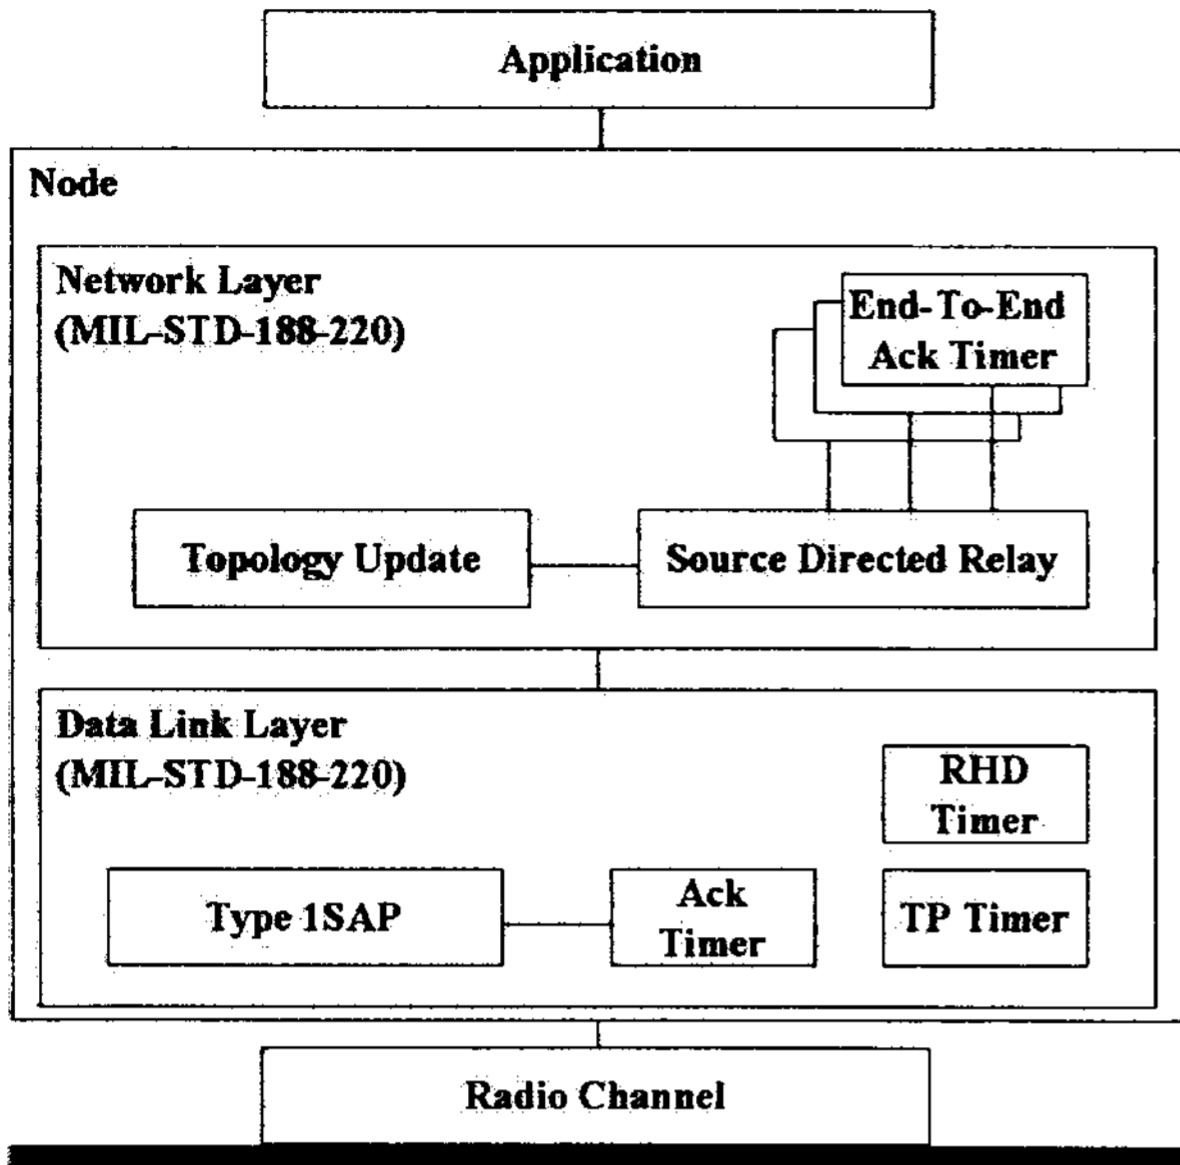 Application
Node
Network Layer
(MIL-STD-188-220)
End-To-End
Ack Timer
Topology Update
Source Directed Relay
Data Link Layer
(MIL-STD-188-220)
RHD
Timer
Type 1SAP
Ack
Timer
TP Timer
Radio Channel